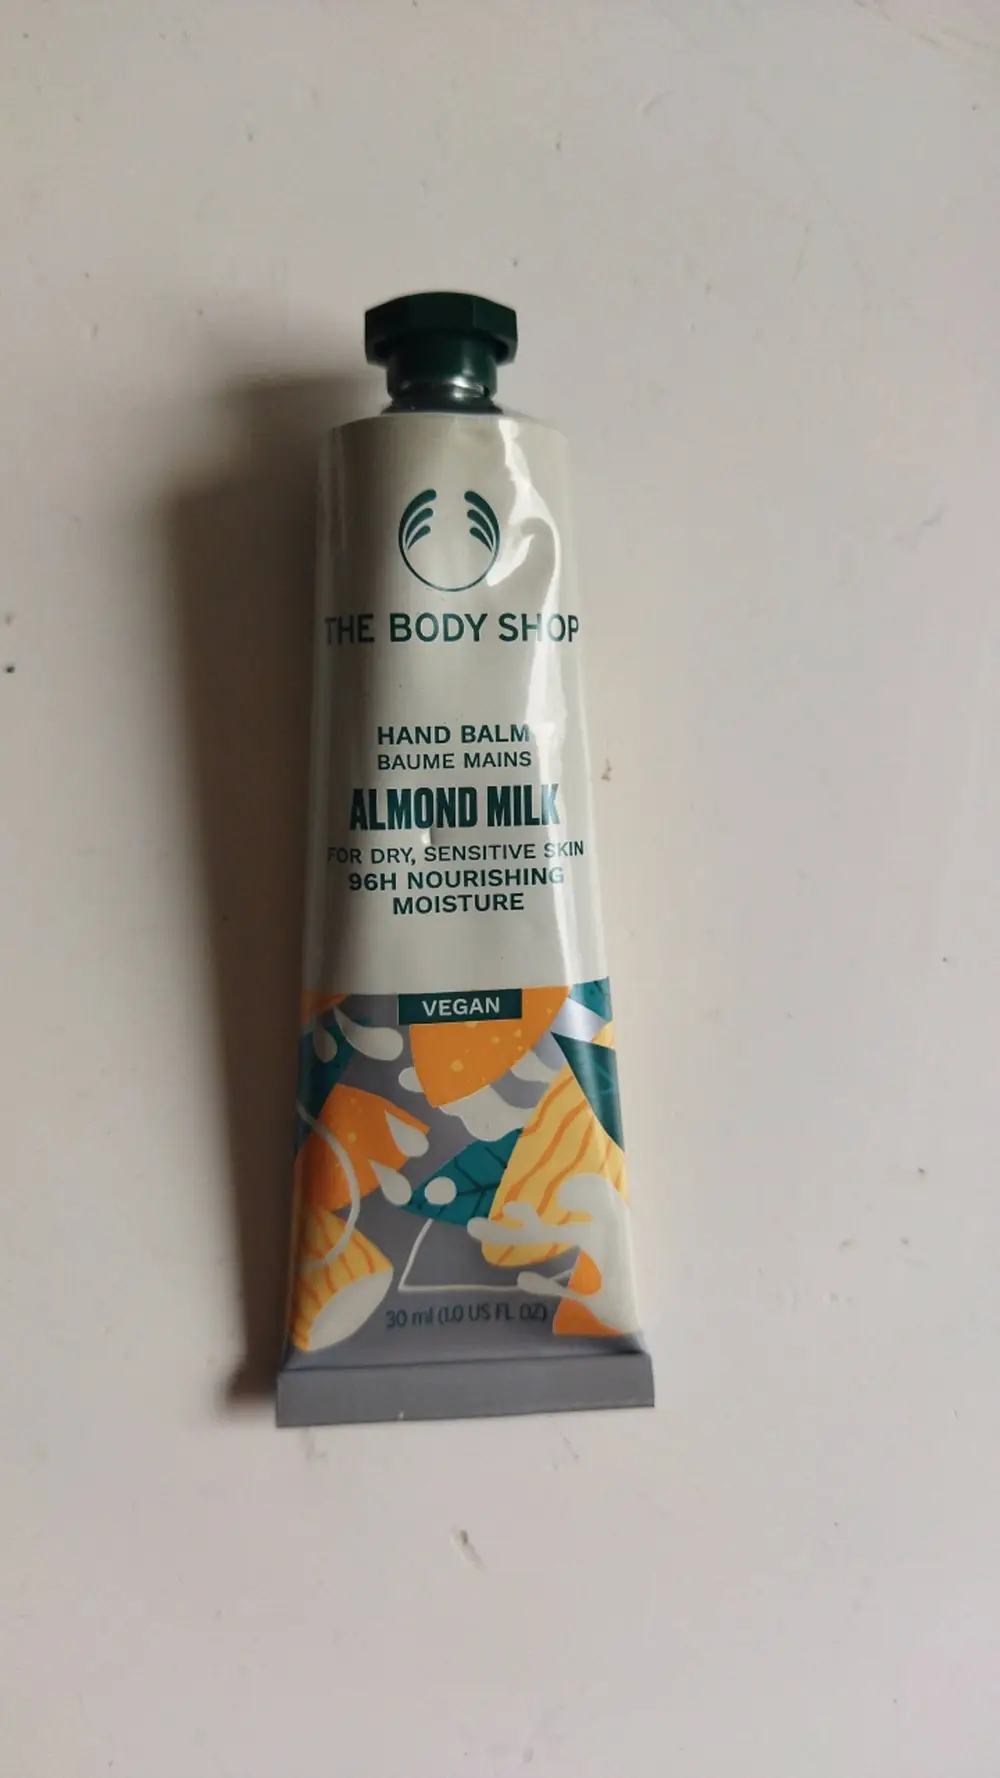 THE BODY SHOP
HAND BALM
BAUME MAINS
ALMOND MILK
FOR DRY, SENSITIVE SKIN
96H NOURISHING
MOISTURE
VEGAN
30 ml (1.0 US FL OZ)